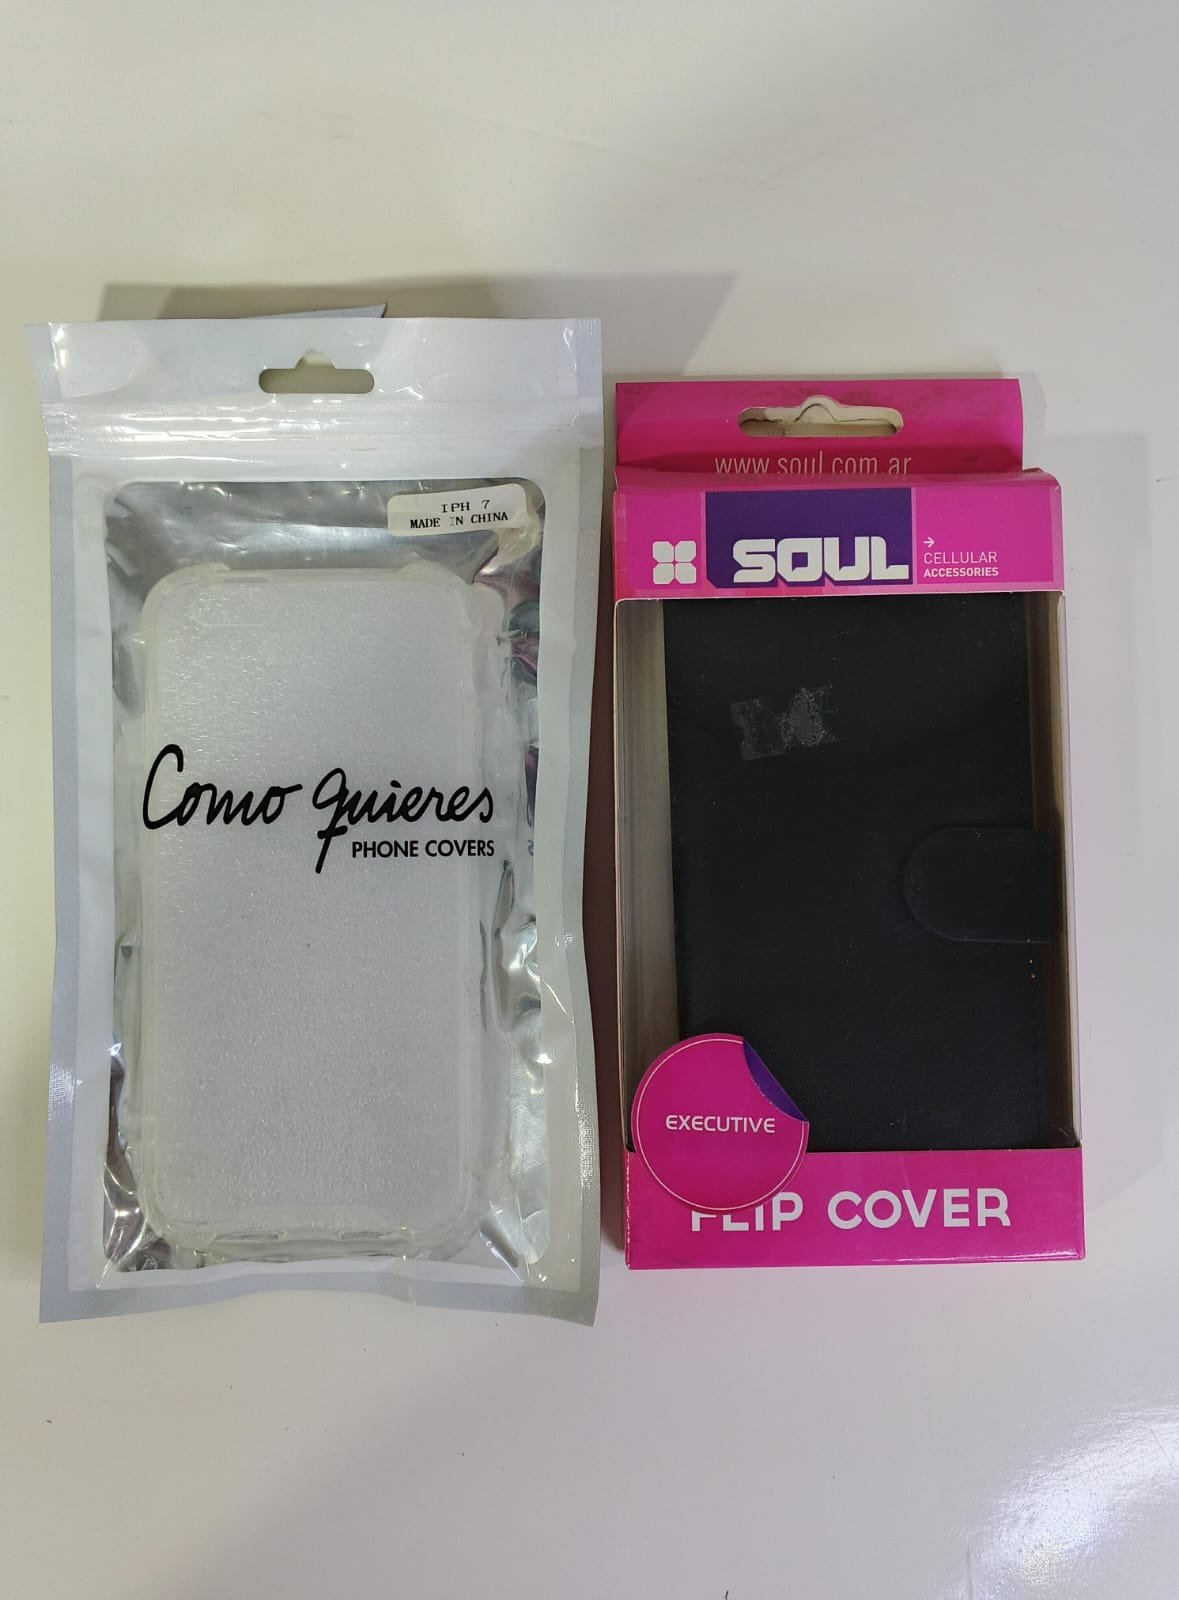 IPH 7
MADE IN CHINA
Como quieres
PHONE COVERS
www.soul.com.ar
SOUL
CELLULAR
ACCESSORIES
EXECUTIVE
FLIP COVER